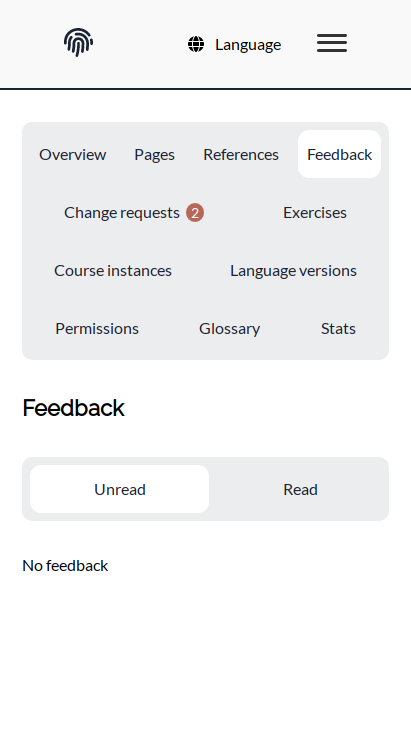 Language
Overview Pages References Feedback
Change requests 2 Exercises
Course instances Language versions
Permissions Glossary Stats
Feedback
Unread Read
No feedback